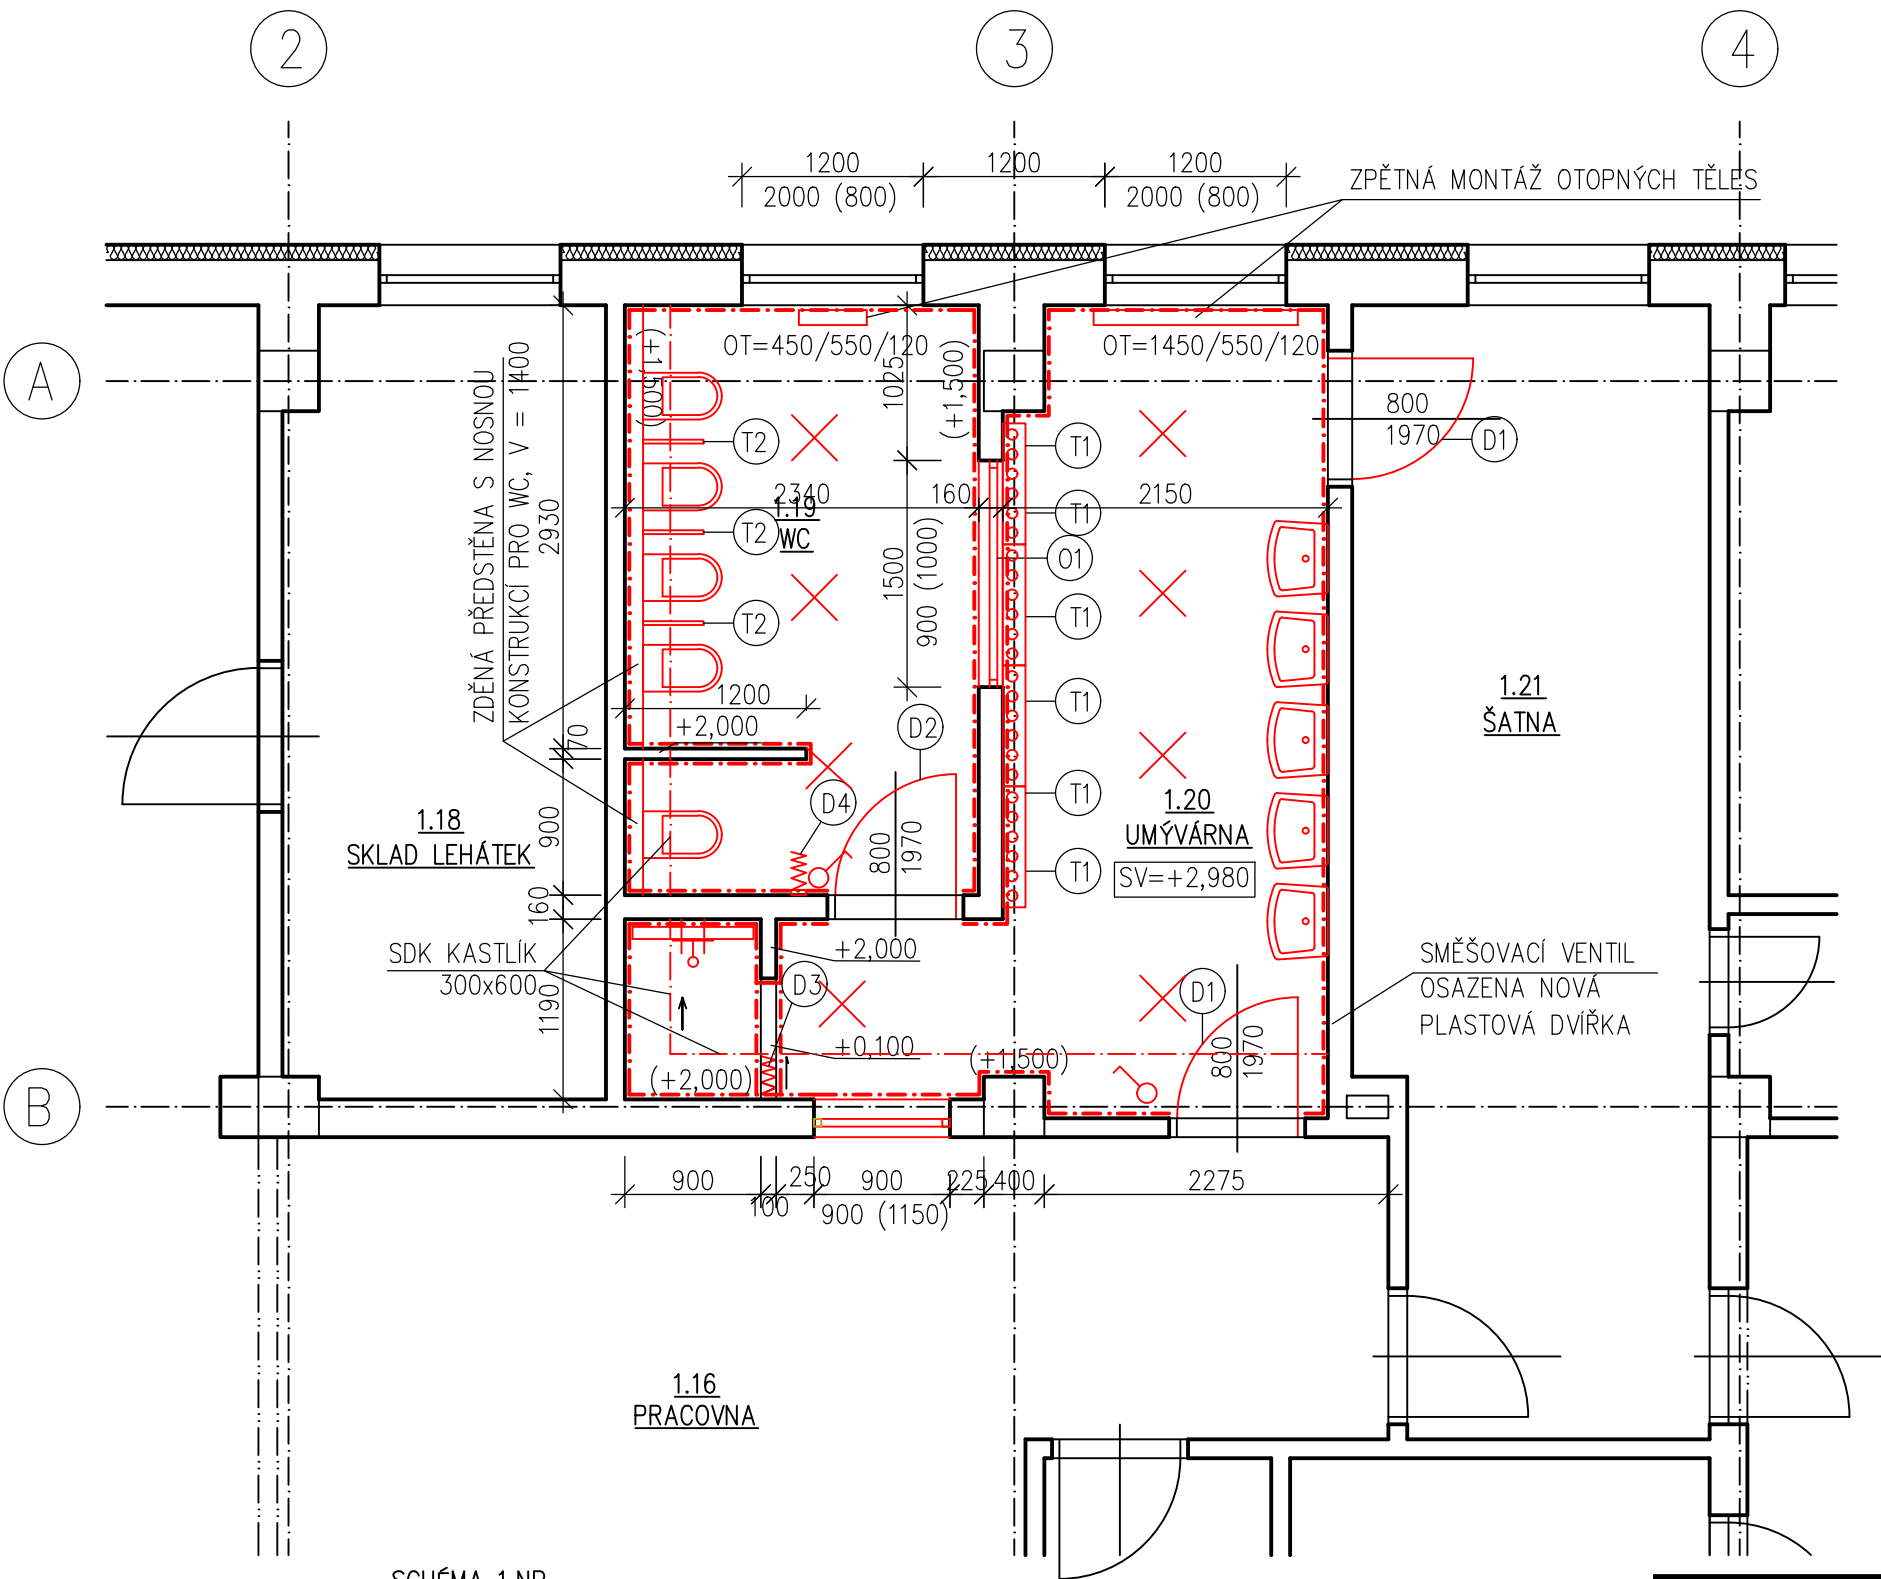 2
3
4
1200
1200
1200
2000 (800)
2000 (800)
ZPĚTNÁ MONTÁŽ OTOPNÝCH TĚLES
A
(+1,500)
OT=450/550/120
1025
(+1,500)
OT=1450/550/120
800
1970
D1
ZDĚNÁ PŘEDSTĚNA S NOSNOU
KONSTRUKCÍ PRO WC, V = 1400
2930
T2
T2
T2
T1
T1
O1
T1
T1
T1
T1
2340
160
2150
1.19
WC
1500
900 (1000)
1200
+2,000
70
D2
1.21
ŠATNA
1.18
SKLAD LEHÁTEK
900
D4
800
1970
1.20
UMÝVÁRNA
SV=+2,980
160
SDK KASTLÍK
300x600
1190
+2,000
D3
+0,100
(+2,000)
(+1,500)
D1
800
1970
SMĚŠOVACÍ VENTIL
OSAZENA NOVÁ
PLASTOVÁ DVÍŘKA
B
900
100
250
900
900 (1150)
225
400
2275
1.16
PRACOVNA
SCHÉMA 1.NP